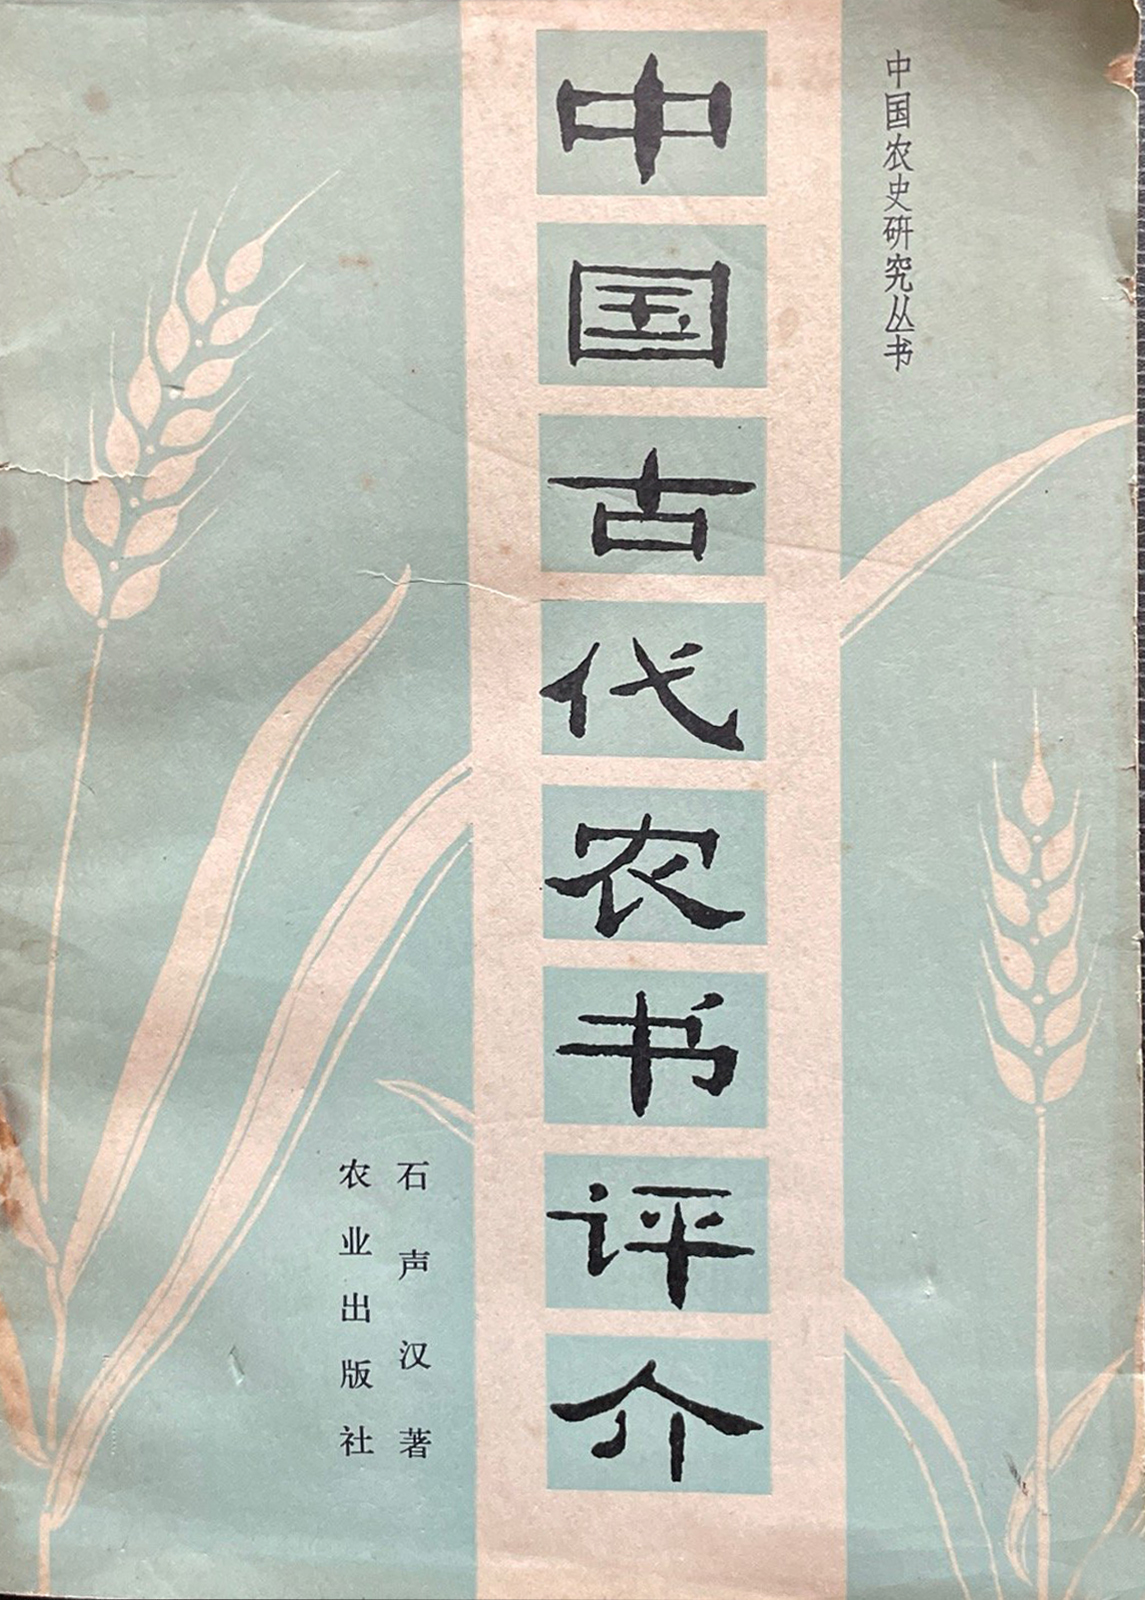 中国农史研究丛书
中国古代农书评介
石声汉著
农业出版社